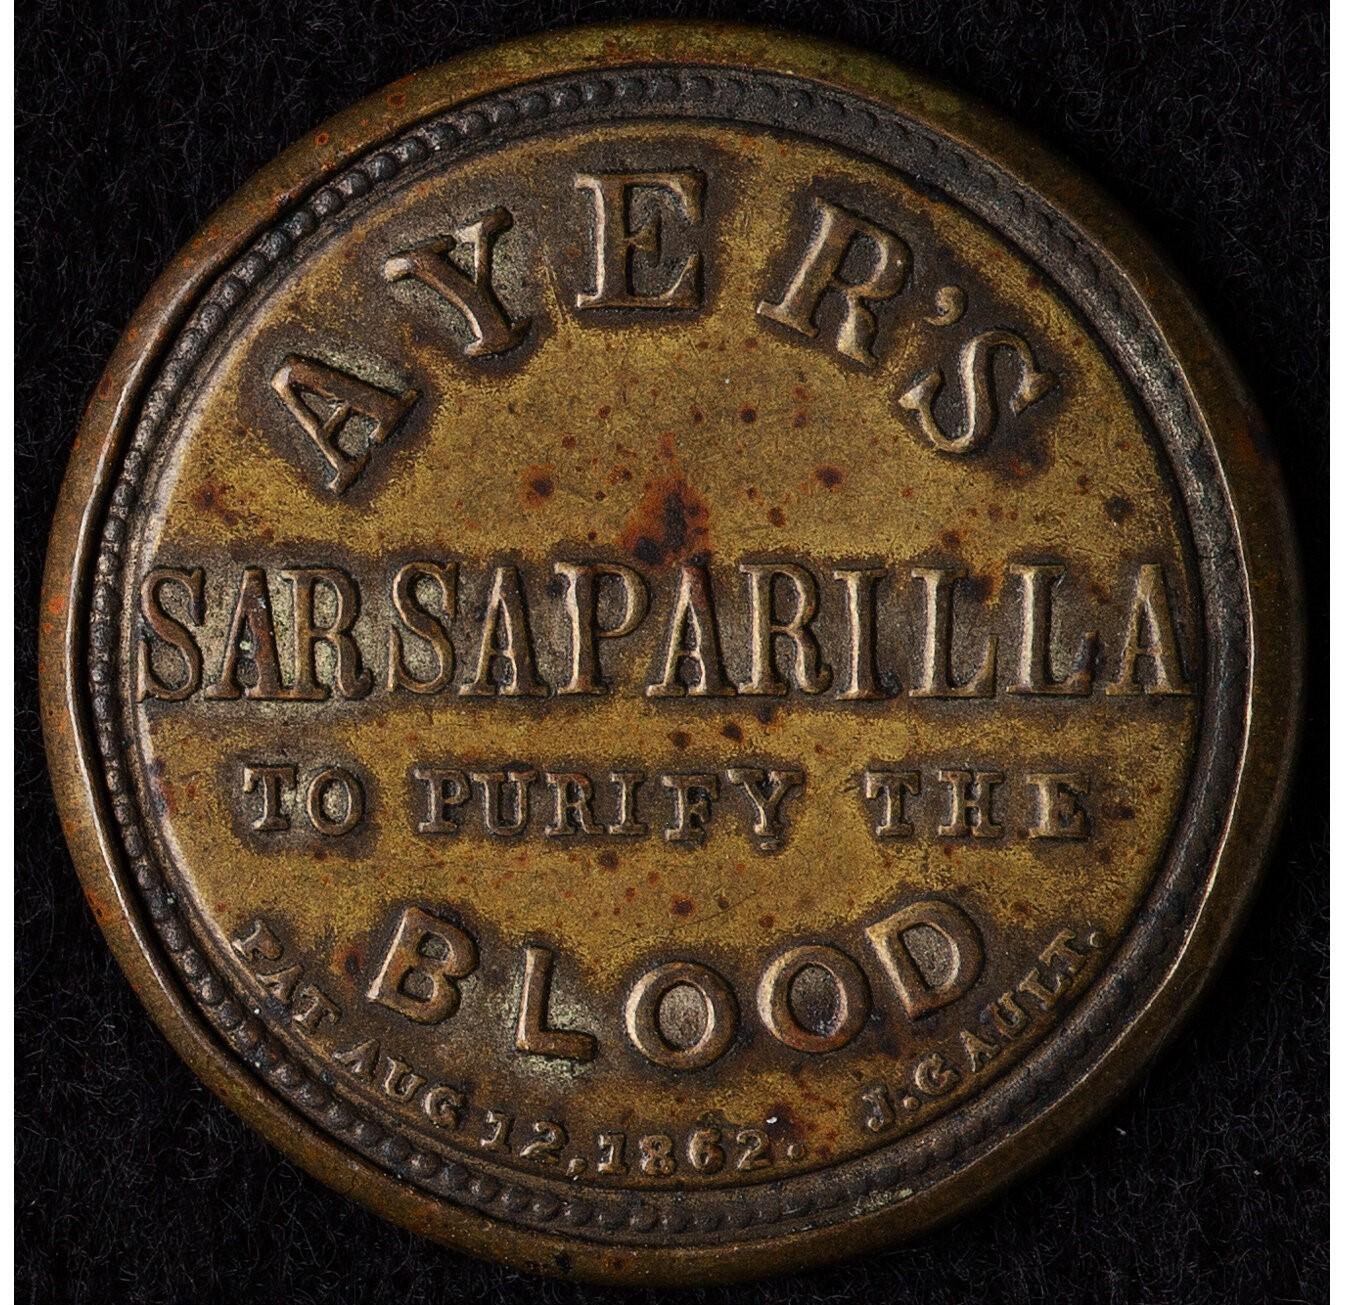 AYER'S
SARSAPARILLA
TO PURIFY THE
BLOOD
PAT AUG 12, 1862. J. GAULT.